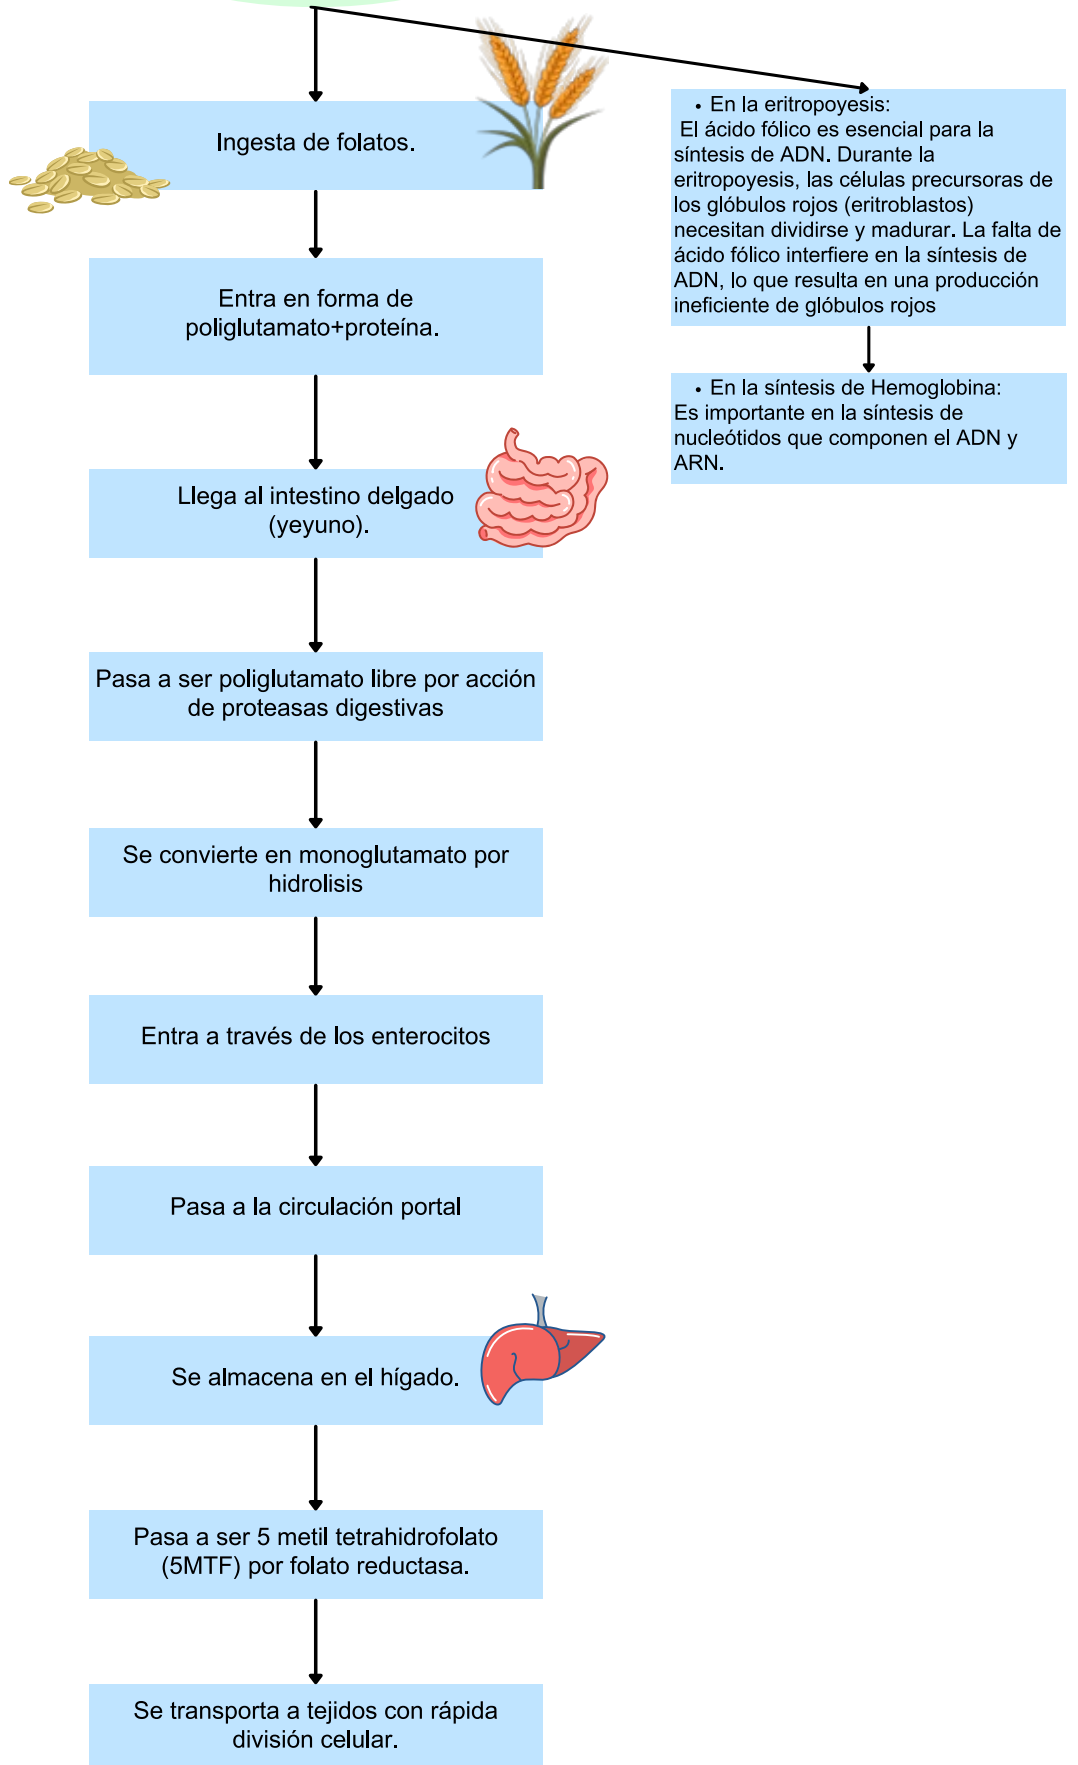 Ingesta de folatos.
Entra en forma de
poliglutamato+proteína.
Llega al intestino delgado
(yeyuno).
Pasa a ser poliglutamato libre por acción
de proteasas digestivas
Se convierte en monoglutamato por
hidrolisis
Entra a través de los enterocitos
Pasa a la circulación portal
Se almacena en el hígado.
Pasa a ser 5 metil tetrahidrofolato
(5MTF) por folato reductasa.
Se transporta a tejidos con rápida
división celular.
• En la eritropoyesis:
El ácido fólico es esencial para la
síntesis de ADN. Durante la
eritropoyesis, las células precursoras de
los glóbulos rojos (eritroblastos)
necesitan dividirse y madurar. La falta de
ácido fólico interfiere en la síntesis de
ADN, lo que resulta en una producción
ineficiente de glóbulos rojos
• En la síntesis de Hemoglobina:
Es importante en la síntesis de
nucleótidos que componen el ADN y
ARN.